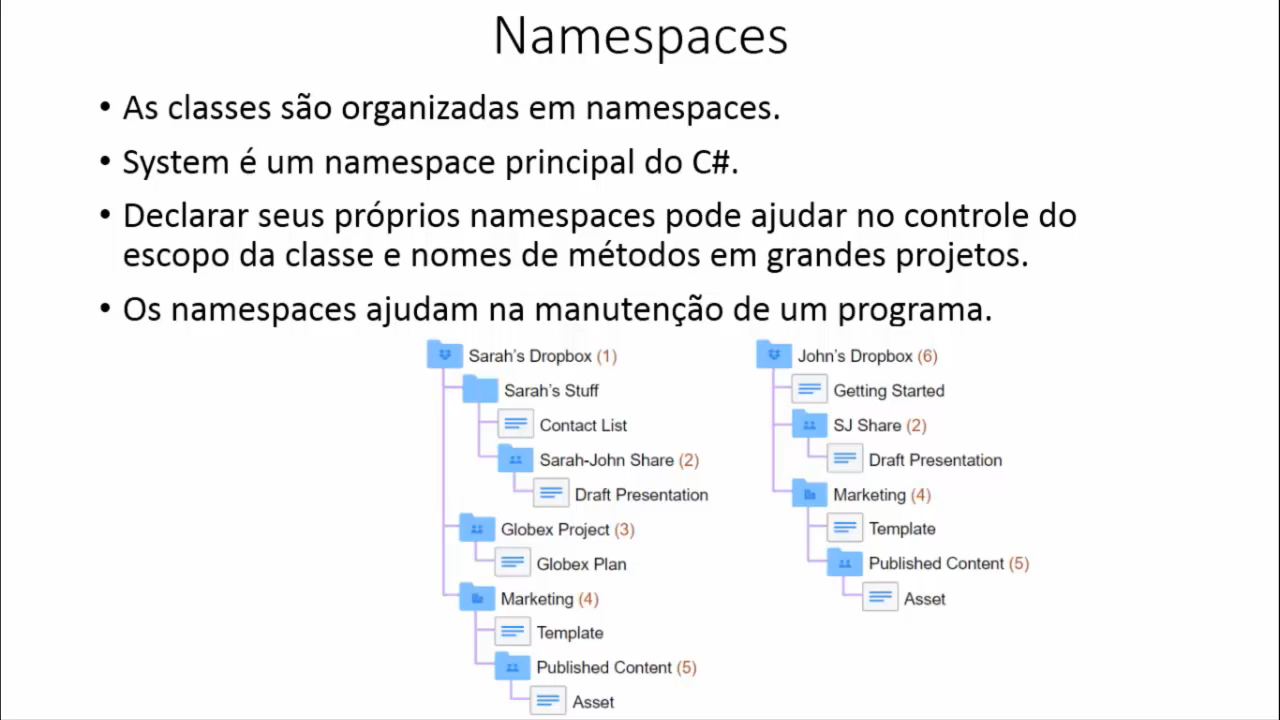 Namespaces
• As classes são organizadas em namespaces.
• System é um namespace principal do C#.
• Declarar seus próprios namespaces pode ajudar no controle do
escopo da classe e nomes de métodos em grandes projetos.
• Os namespaces ajudam na manutenção de um programa.
Sarah's Dropbox (1)
Sarah's Stuff
Contact List
Sarah-John Share (2)
Draft Presentation
Globex Project (3)
Globex Plan
Marketing (4)
Template
Published Content (5)
Asset
John's Dropbox (6)
Getting Started
SJ Share (2)
Draft Presentation
Marketing (4)
Template
Published Content (5)
Asset